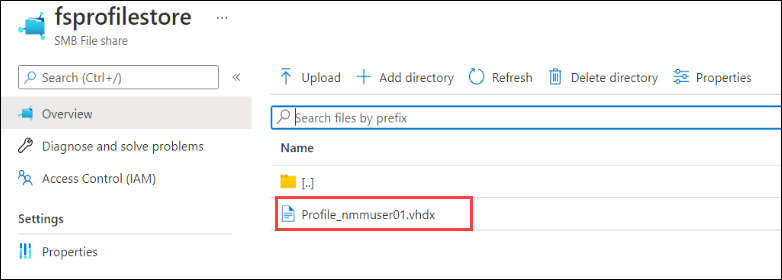 fsprofilestore ...
SMB File share
Search (Ctrl+/) «
Upload Add directory Refresh Delete directory Properties
Overview
Search files by prefix
Diagnose and solve problems
Name
Access Control (IAM)
[..]
Settings
Profile_nmmuser01.vhdx
Properties